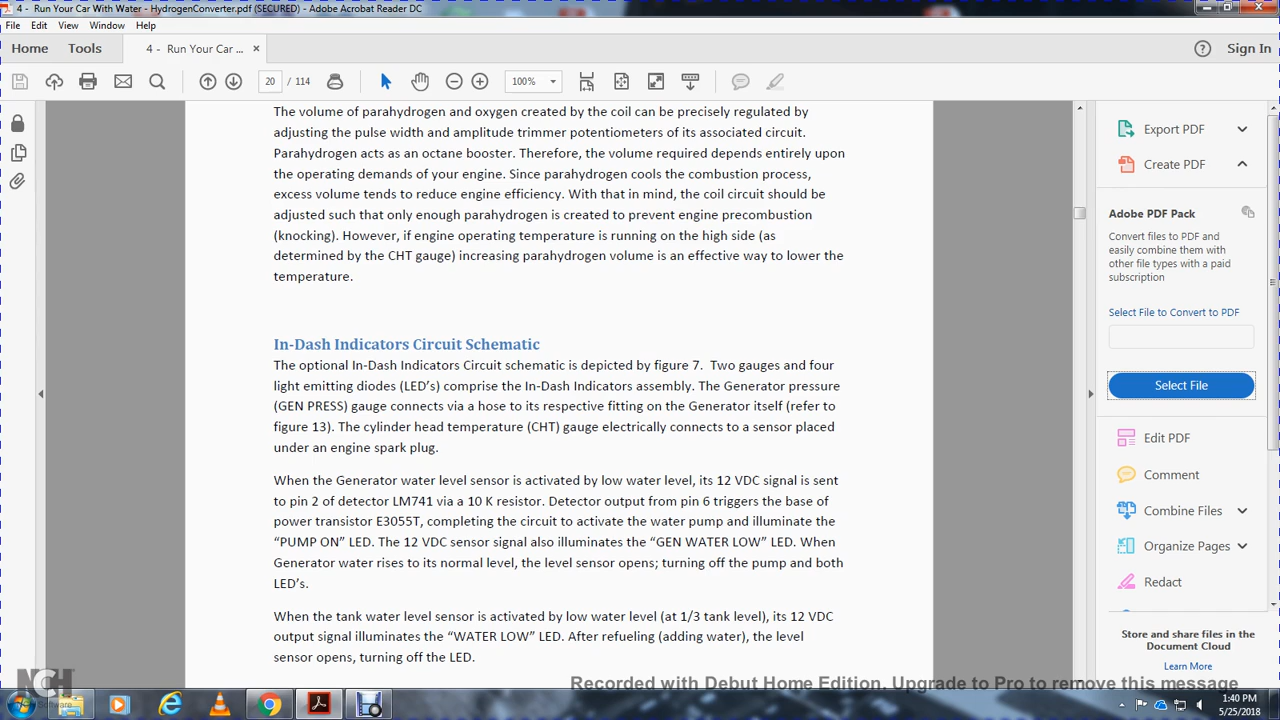 4 - Run Your Car With Water - HydrogenConverter.pdf (SECURED) - Adobe Acrobat Reader DC
File Edit View Window Help
Home Tools 4 - Run Your Car ... × Sign In
20 / 114 100%
The volume of parahydrogen and oxygen created by the coil can be precisely regulated by
adjusting the pulse width and amplitude trimmer potentiometers of its associated circuit.
Parahydrogen acts as an octane booster. Therefore, the volume required depends entirely upon
the operating demands of your engine. Since parahydrogen cools the combustion process,
excess volume tends to reduce engine efficiency. With that in mind, the coil circuit should be
adjusted such that only enough parahydrogen is created to prevent engine precombustion
(knocking). However, if engine operating temperature is running on the high side (as
determined by the CHT gauge) increasing parahydrogen volume is an effective way to lower the
temperature.
In-Dash Indicators Circuit Schematic
The optional In-Dash Indicators Circuit schematic is depicted by figure 7. Two gauges and four
light emitting diodes (LED's) comprise the In-Dash Indicators assembly. The Generator pressure
(GEN PRESS) gauge connects via a hose to its respective fitting on the Generator itself (refer to
figure 13). The cylinder head temperature (CHT) gauge electrically connects to a sensor placed
under an engine spark plug.
When the Generator water level sensor is activated by low water level, its 12 VDC signal is sent
to pin 2 of detector LM741 via a 10 K resistor. Detector output from pin 6 triggers the base of
power transistor E3055T, completing the circuit to activate the water pump and illuminate the
“PUMP ON” LED. The 12 VDC sensor signal also illuminates the “GEN WATER LOW” LED. When
Generator water rises to its normal level, the level sensor opens; turning off the pump and both
LED's.
When the tank water level sensor is activated by low water level (at 1/3 tank level), its 12 VDC
output signal illuminates the “WATER LOW” LED. After refueling (adding water), the level
sensor opens, turning off the LED.
Export PDF
Create PDF
Adobe PDF Pack
Convert files to PDF and
easily combine them with
other file types with a paid
subscription
Select File to Convert to PDF
Select File
Edit PDF
Comment
Combine Files
Organize Pages
Redact
Store and share files in the
Document Cloud
Learn More
NCH Software
Recorded with Debut Home Edition. Upgrade to Pro to remove this message
1:40 PM
5/25/2018